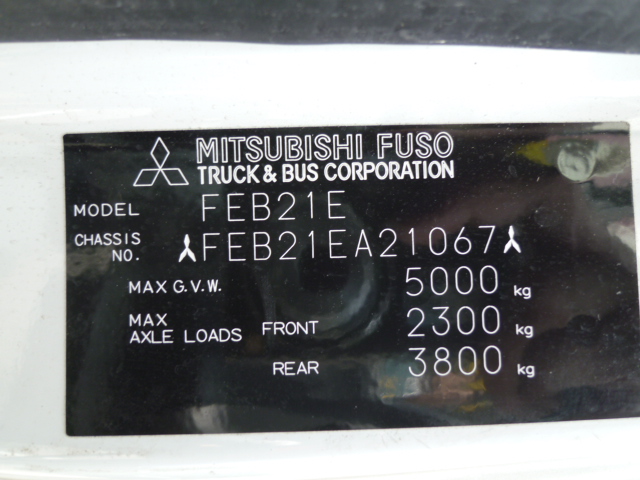 MITSUBISHI FUSO
TRUCK & BUS CORPORATION
MODEL FEB21E
CHASSIS NO. FEB21EA21067
MAX G.V.W. 5000 kg
MAX AXLE LOADS FRONT 2300 kg
REAR 3800 kg